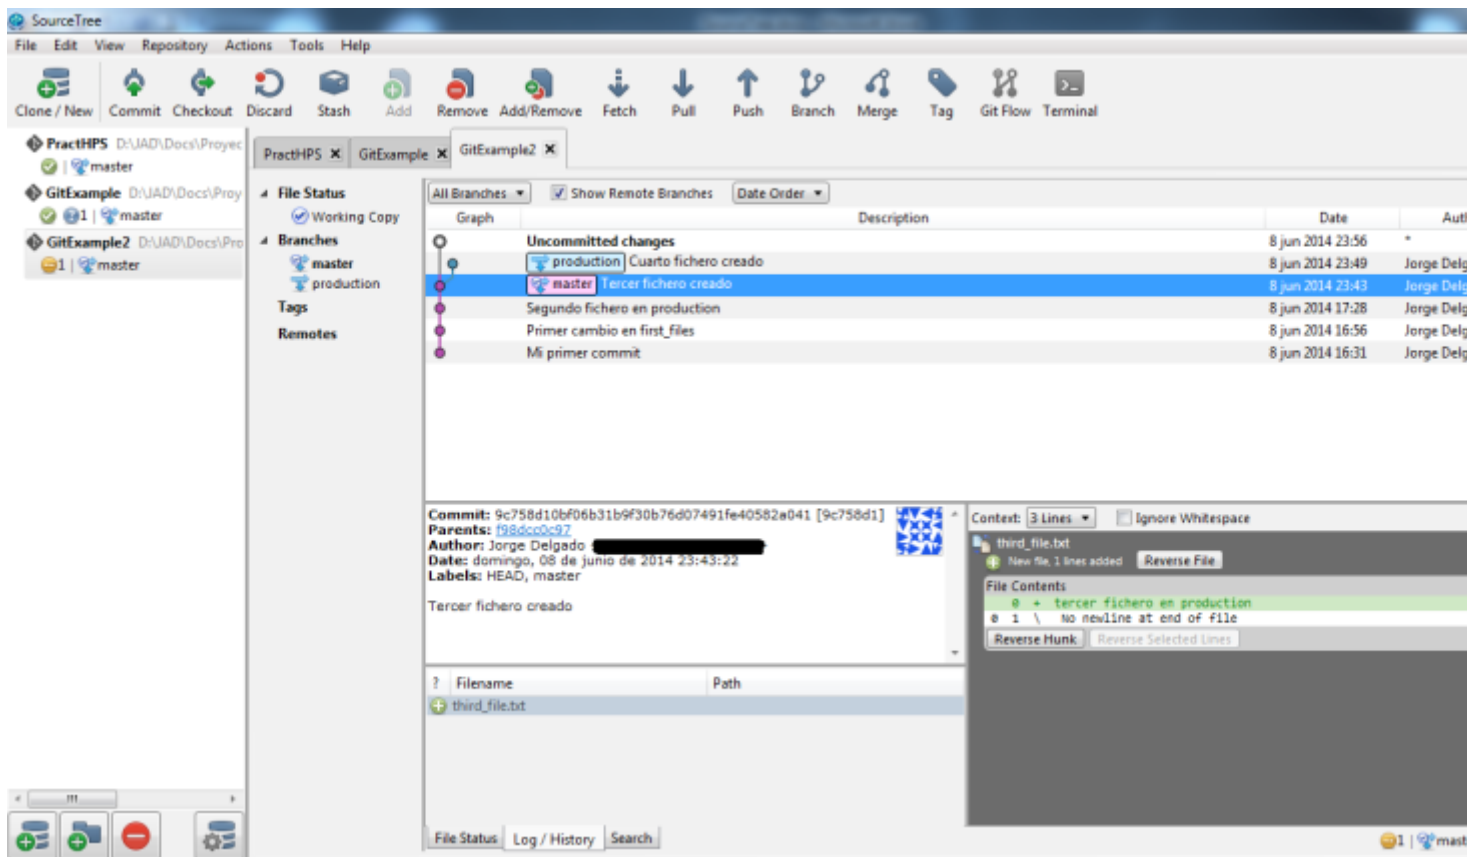 SourceTree
File Edit View Repository Actions Tools Help
Clone / New Commit Checkout Discard Stash Add Remove Add/Remove Fetch Pull Push Branch Merge Tag Git Flow Terminal
PractHPS D:\JAD\Docs\Proyec
master
GitExample D:\JAD\Docs\Proy
1 | master
GitExample2 D:\JAD\Docs\Pro
1 | master
PractHPS GitExample GitExample2
File Status
Working Copy
Branches
master
production
Tags
Remotes
All Branches Show Remote Branches Date Order
Graph Description Date Auth
Uncommitted changes 8 jun 2014 23:56 *
production Cuarto fichero creado 8 jun 2014 23:49 Jorge Delg
master Tercer fichero creado 8 jun 2014 23:43 Jorge Delg
Segundo fichero en production 8 jun 2014 17:28 Jorge Delg
Primer cambio en first_files 8 jun 2014 16:56 Jorge Delg
Mi primer commit 8 jun 2014 16:31 Jorge Delg
Commit: 9c758d10bf06b31b9f30b76d07491fe40582a041 [9c758d1]
Parents: f98dcc0c97
Author: Jorge Delgado
Date: domingo, 08 de junio de 2014 23:43:22
Labels: HEAD, master
Tercer fichero creado
? Filename Path
third_file.txt
Context: 3 Lines Ignore Whitespace
third_file.txt
New file, 1 lines added Reverse File
File Contents
0 + tercer fichero en production
0 1 \ No newline at end of file
Reverse Hunk Reverse Selected Lines
File Status Log / History Search
1 | mast